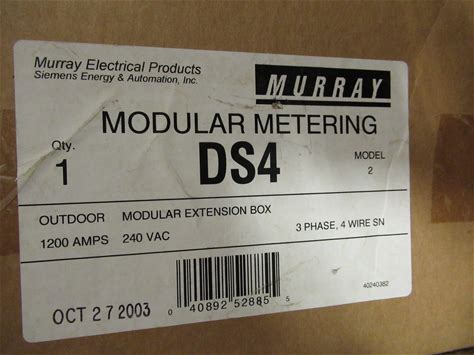 Murray Electrical Products
Siemens Energy & Automation, Inc.
MURRAY
MODULAR METERING
Qty.
1
DS4
MODEL
2
OUTDOOR MODULAR EXTENSION BOX
1200 AMPS 240 VAC
3 PHASE, 4 WIRE SN
40240382
OCT 27 2003
0 40892 52885 5